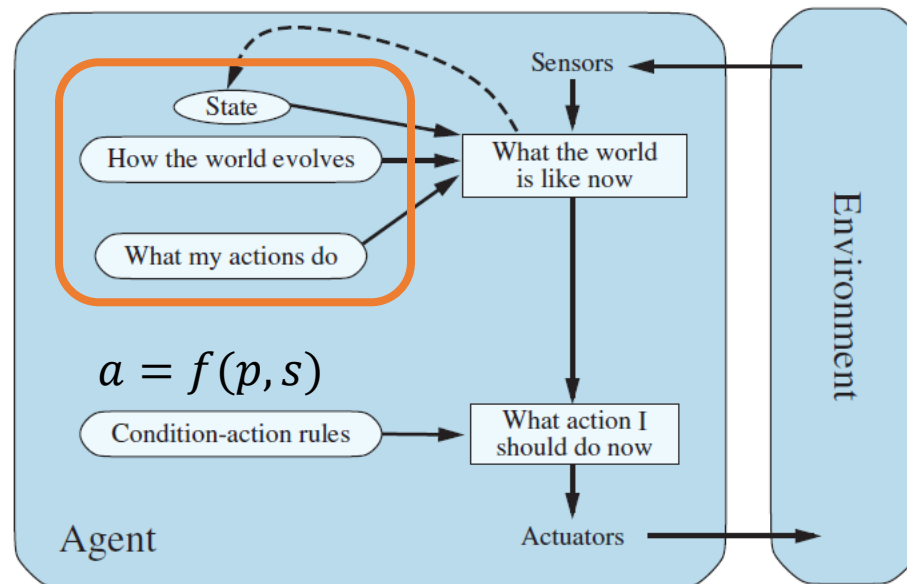 Sensors
State
How the world evolves
What the world
is like now
What my actions do
a = f(p, s)
Condition-action rules
What action I
should do now
Agent
Actuators
Environment